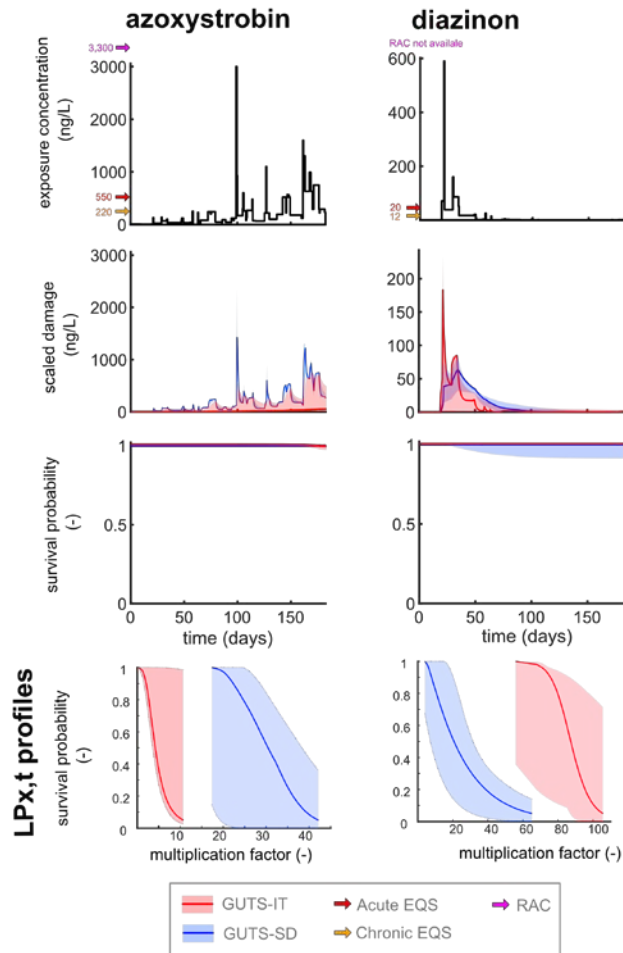 azoxystrobin
diazinon
exposure concentration
(ng/L)
3,300
3000
2000
1000
550
220
0
RAC not availale
600
400
200
20
12
0
scaled damage
(ng/L)
3000
2000
1000
0
200
150
100
50
0
survival probability
(-)
1
0.5
0
0 50 100 150
time (days)
1
0.5
0
0 50 100 150
time (days)
LPx,t profiles
survival probability
(-)
1
0.8
0.6
0.4
0.2
0
10 20 30 40
multiplication factor (-)
1
0.8
0.6
0.4
0.2
0
20 40 60 80 100
multiplication factor (-)
GUTS-IT
Acute EQS
RAC
GUTS-SD
Chronic EQS